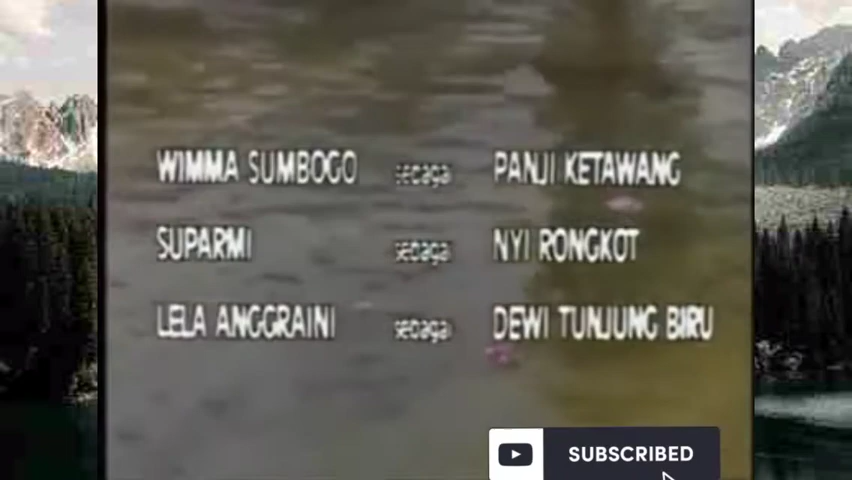 WIMMA SUMBOGO sebagai PANJI KETAWANG
SUPARMI sebagai NYI RONGKOT
LELA ANGGRAINI sebagai DEWI TUNJUNG BIRU
SUBSCRIBED